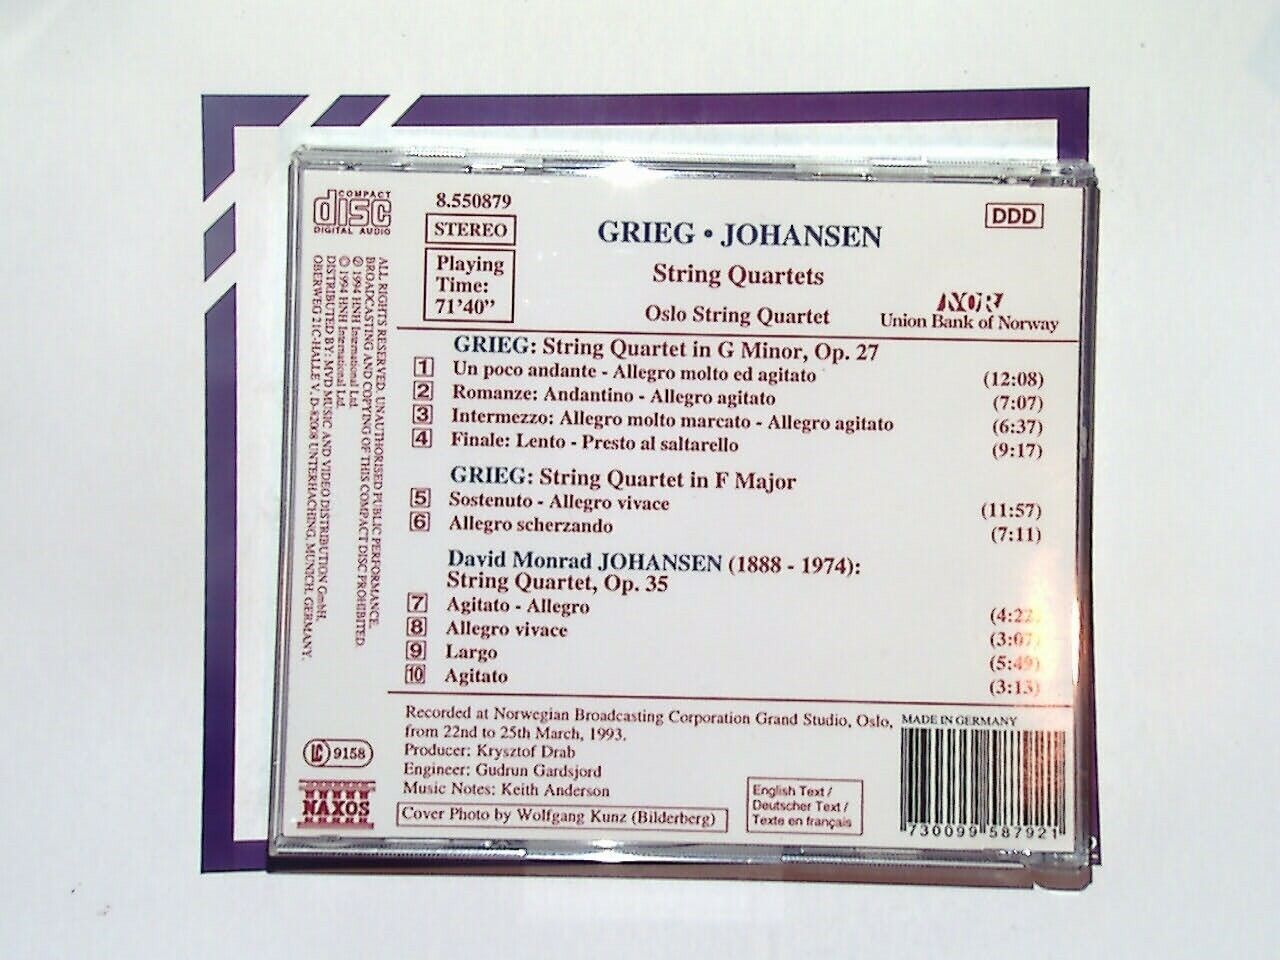 COMPACT
disc
DIGITAL AUDIO
8.550879
STEREO
Playing
Time:
71'40"
GRIEG • JOHANSEN
String Quartets
Oslo String Quartet
DDD
NOR
Union Bank of Norway
GRIEG: String Quartet in G Minor, Op. 27
1 Un poco andante - Allegro molto ed agitato (12:08)
2 Romanze: Andantino - Allegro agitato (7:07)
3 Intermezzo: Allegro molto marcato - Allegro agitato (6:37)
4 Finale: Lento - Presto al saltarello (9:17)
GRIEG: String Quartet in F Major
5 Sostenuto - Allegro vivace (11:57)
6 Allegro scherzando (7:11)
David Monrad JOHANSEN (1888 - 1974):
String Quartet, Op. 35
7 Agitato - Allegro (4:22)
8 Allegro vivace (3:07)
9 Largo (5:49)
10 Agitato (3:13)
Recorded at Norwegian Broadcasting Corporation Grand Studio, Oslo,
from 22nd to 25th March, 1993.
Producer: Krysztof Drab
Engineer: Gudrun Gardsjord
Music Notes: Keith Anderson
Cover Photo by Wolfgang Kunz (Bilderberg)
English Text /
Deutscher Text /
Texte en français
MADE IN GERMANY
730099 587921
LC 9158
NAXOS
ALL RIGHTS RESERVED. UNAUTHORISED PUBLIC PERFORMANCE,
BROADCASTING AND COPYING OF THIS COMPACT DISC PROHIBITED.
℗ 1994 HNH International Ltd.
© 1994 HNH International Ltd.
DISTRIBUTED BY: MVD MUSIC AND VIDEO DISTRIBUTION GmbH,
OBERWEG 21C-HALLE V, D-82008 UNTERHACHING, MUNICH, GERMANY.